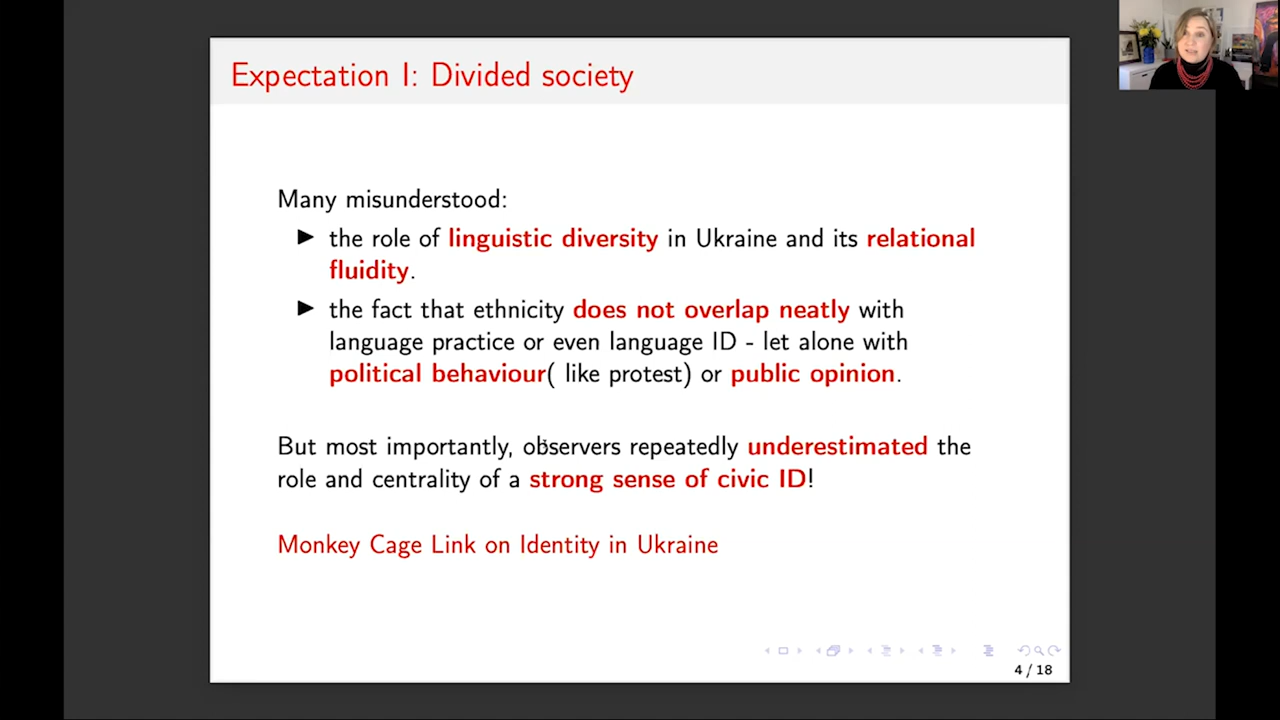 Expectation I: Divided society
Many misunderstood:
▶ the role of linguistic diversity in Ukraine and its relational
fluidity.
▶ the fact that ethnicity does not overlap neatly with
language practice or even language ID - let alone with
political behaviour( like protest) or public opinion.
But most importantly, observers repeatedly underestimated the
role and centrality of a strong sense of civic ID!
Monkey Cage Link on Identity in Ukraine
4 / 18